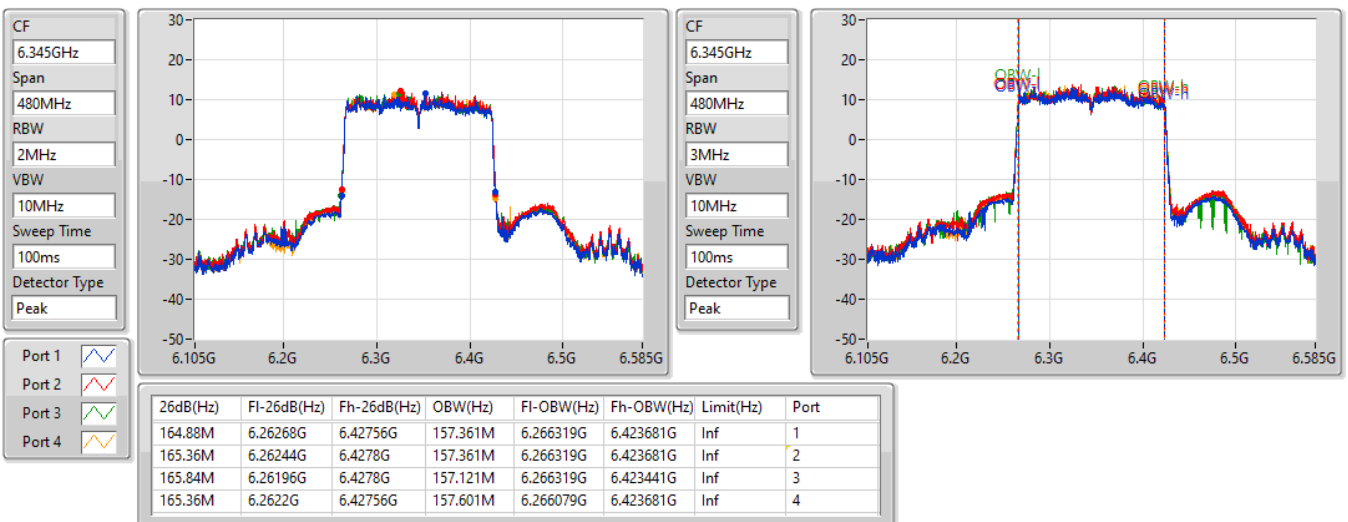 CF
6.345GHz
Span
480MHz
RBW
2MHz
VBW
10MHz
Sweep Time
100ms
Detector Type
Peak
30
20
10
0
-10
-20
-30
-40
-50
6.105G 6.2G 6.3G 6.4G 6.5G 6.585G
CF
6.345GHz
Span
480MHz
RBW
3MHz
VBW
10MHz
Sweep Time
100ms
Detector Type
Peak
30
20
10
0
-10
-20
-30
-40
-50
OBW-l
OBW-h
6.105G 6.2G 6.3G 6.4G 6.5G 6.585G
Port 1
Port 2
Port 3
Port 4
26dB(Hz) Fl-26dB(Hz) Fh-26dB(Hz) OBW(Hz) Fl-OBW(Hz) Fh-OBW(Hz) Limit(Hz) Port
164.88M 6.26268G 6.42756G 157.361M 6.266319G 6.423681G Inf 1
165.36M 6.26244G 6.4278G 157.361M 6.266319G 6.423681G Inf 2
165.84M 6.26196G 6.4278G 157.121M 6.266319G 6.423441G Inf 3
165.36M 6.2622G 6.42756G 157.601M 6.266079G 6.423681G Inf 4